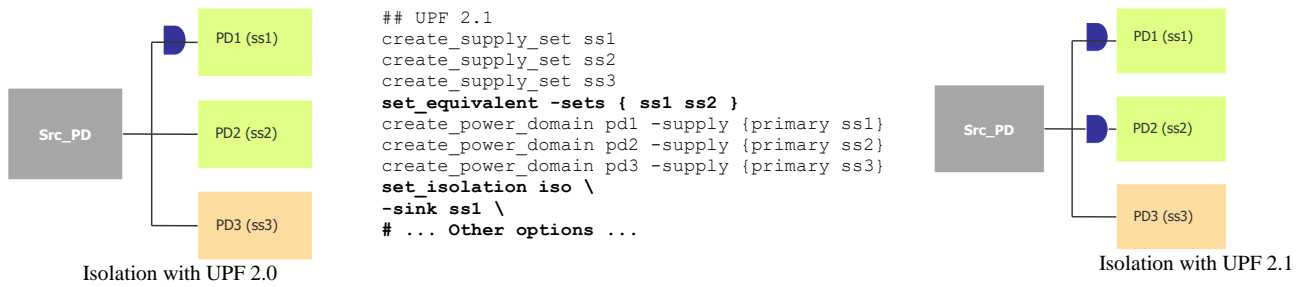 PD1 (ss1)
Src_PD
PD2 (ss2)
PD3 (ss3)
Isolation with UPF 2.0
## UPF 2.1
create_supply_set ss1
create_supply_set ss2
create_supply_set ss3
set_equivalent -sets { ss1 ss2 }
create_power_domain pd1 -supply {primary ss1}
create_power_domain pd2 -supply {primary ss2}
create_power_domain pd3 -supply {primary ss3}
set_isolation iso \
-sink ss1 \
# ... Other options ...
PD1 (ss1)
Src_PD
PD2 (ss2)
PD3 (ss3)
Isolation with UPF 2.1